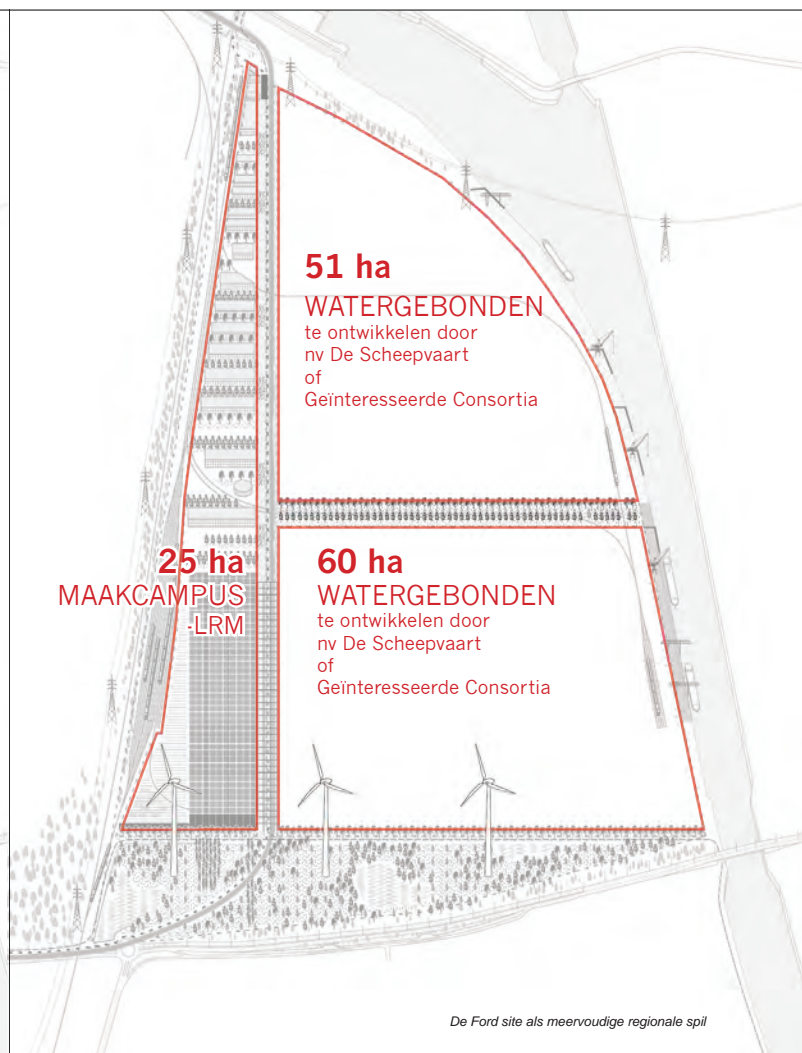 51 ha
WATERGEBONDEN
te ontwikkelen door
nv De Scheepvaart
of
Geïnteresseerde Consortia
25 ha
MAAKCAMPUS
-LRM
60 ha
WATERGEBONDEN
te ontwikkelen door
nv De Scheepvaart
of
Geïnteresseerde Consortia
De Ford site als meervoudige regionale spil